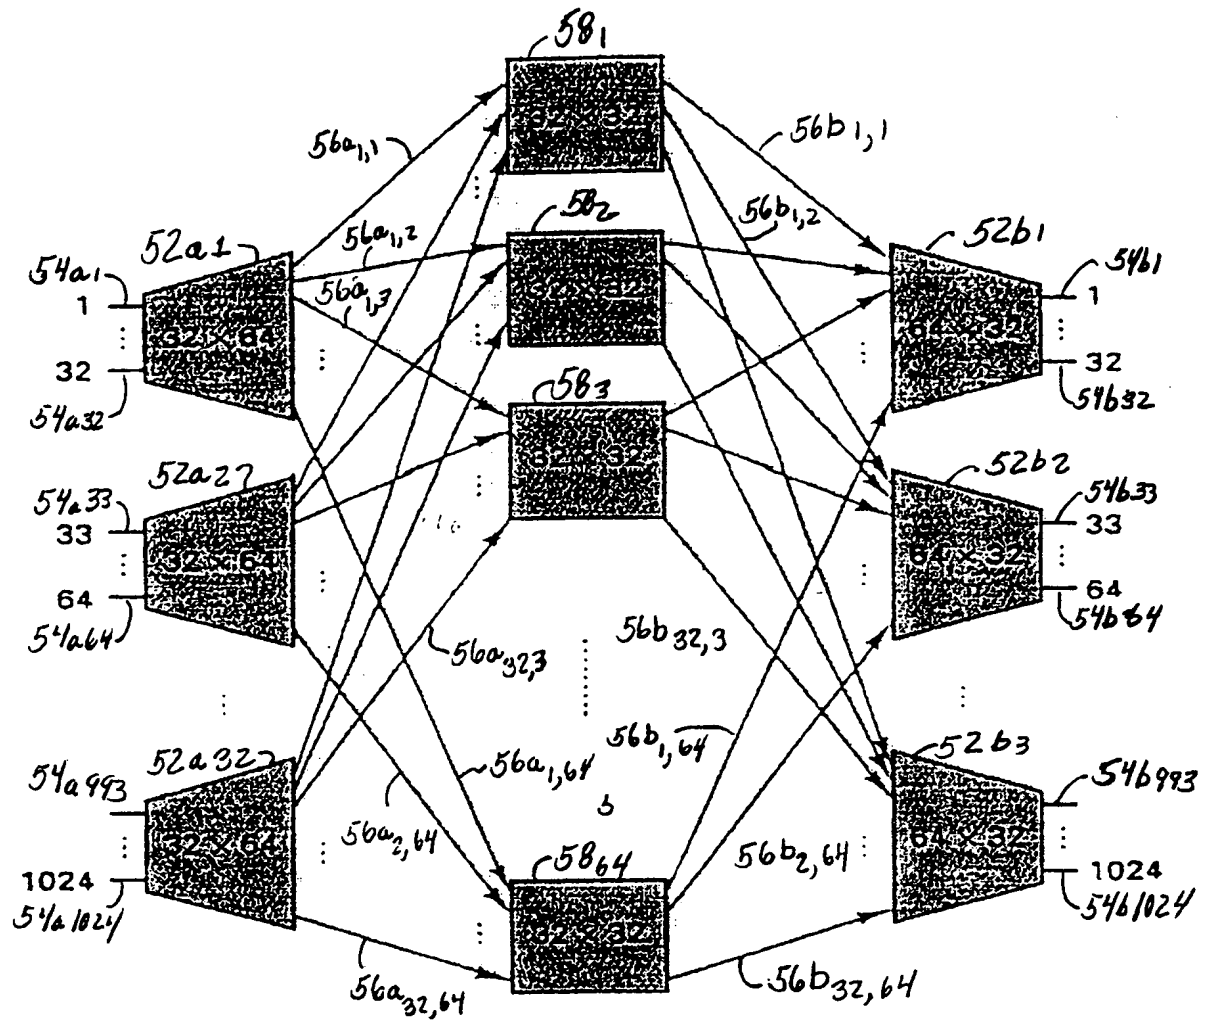 58₁
32 × 32
56a₁,₁
56b₁,₁
58₂
32 × 32
56a₁,₂
56b₁,₂
52a1
52b1
54a1
1
32 × 64
56a₁,₃
64 × 32
54b1
1
32
54a32
32
54b32
58₃
32 × 32
52a2
52b2
54a33
33
32 × 64
64 × 32
54b33
33
64
54a64
64
54b64
56a₃₂,₃
56b₃₂,₃
52a32
56a₁,₆₄
56b₁,₆₄
52b3
54a993
32 × 64
64 × 32
54b993
56a₂,₆₄
56b₂,₆₄
1024
54a1024
1024
54b1024
58₆₄
32 × 32
56a₃₂,₆₄
56b₃₂,₆₄